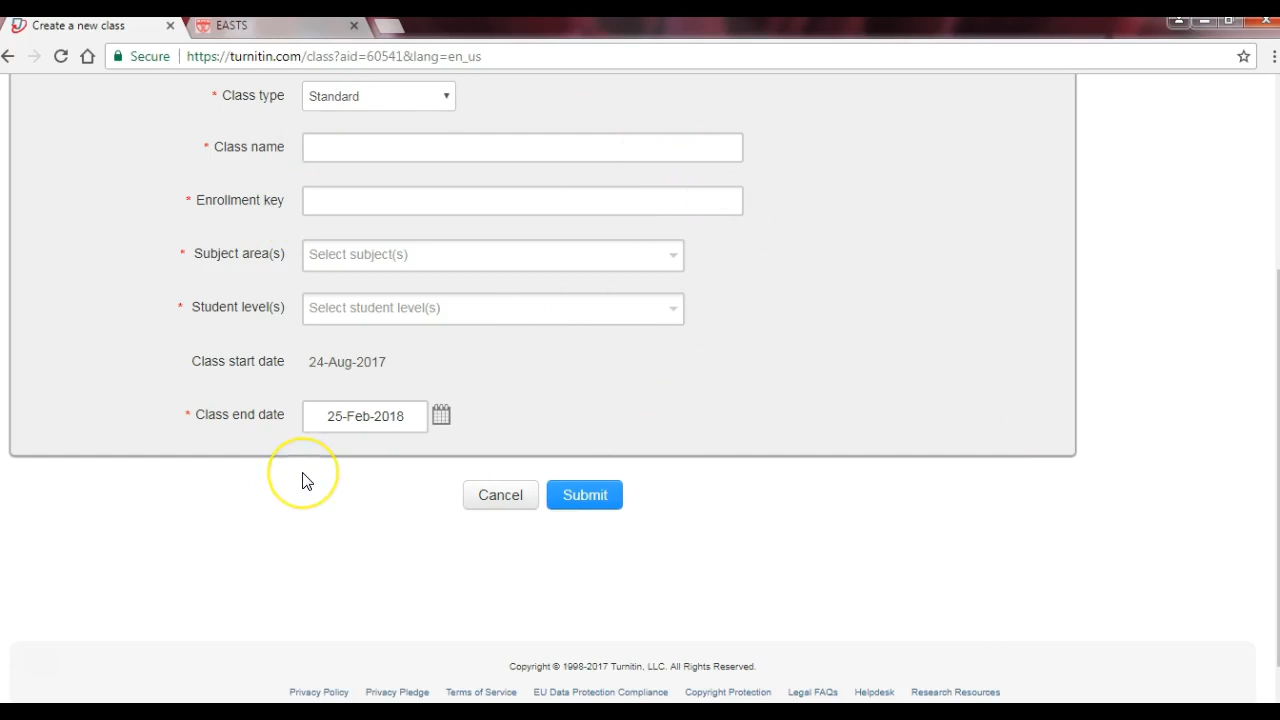 Create a new class
EASTS
Secure https://turnitin.com/class?aid=60541&lang=en_us
* Class type Standard
* Class name
* Enrollment key
* Subject area(s) Select subject(s)
* Student level(s) Select student level(s)
Class start date 24-Aug-2017
* Class end date 25-Feb-2018
Cancel Submit
Copyright © 1998-2017 Turnitin, LLC. All Rights Reserved.
Privacy Policy Privacy Pledge Terms of Service EU Data Protection Compliance Copyright Protection Legal FAQs Helpdesk Research Resources